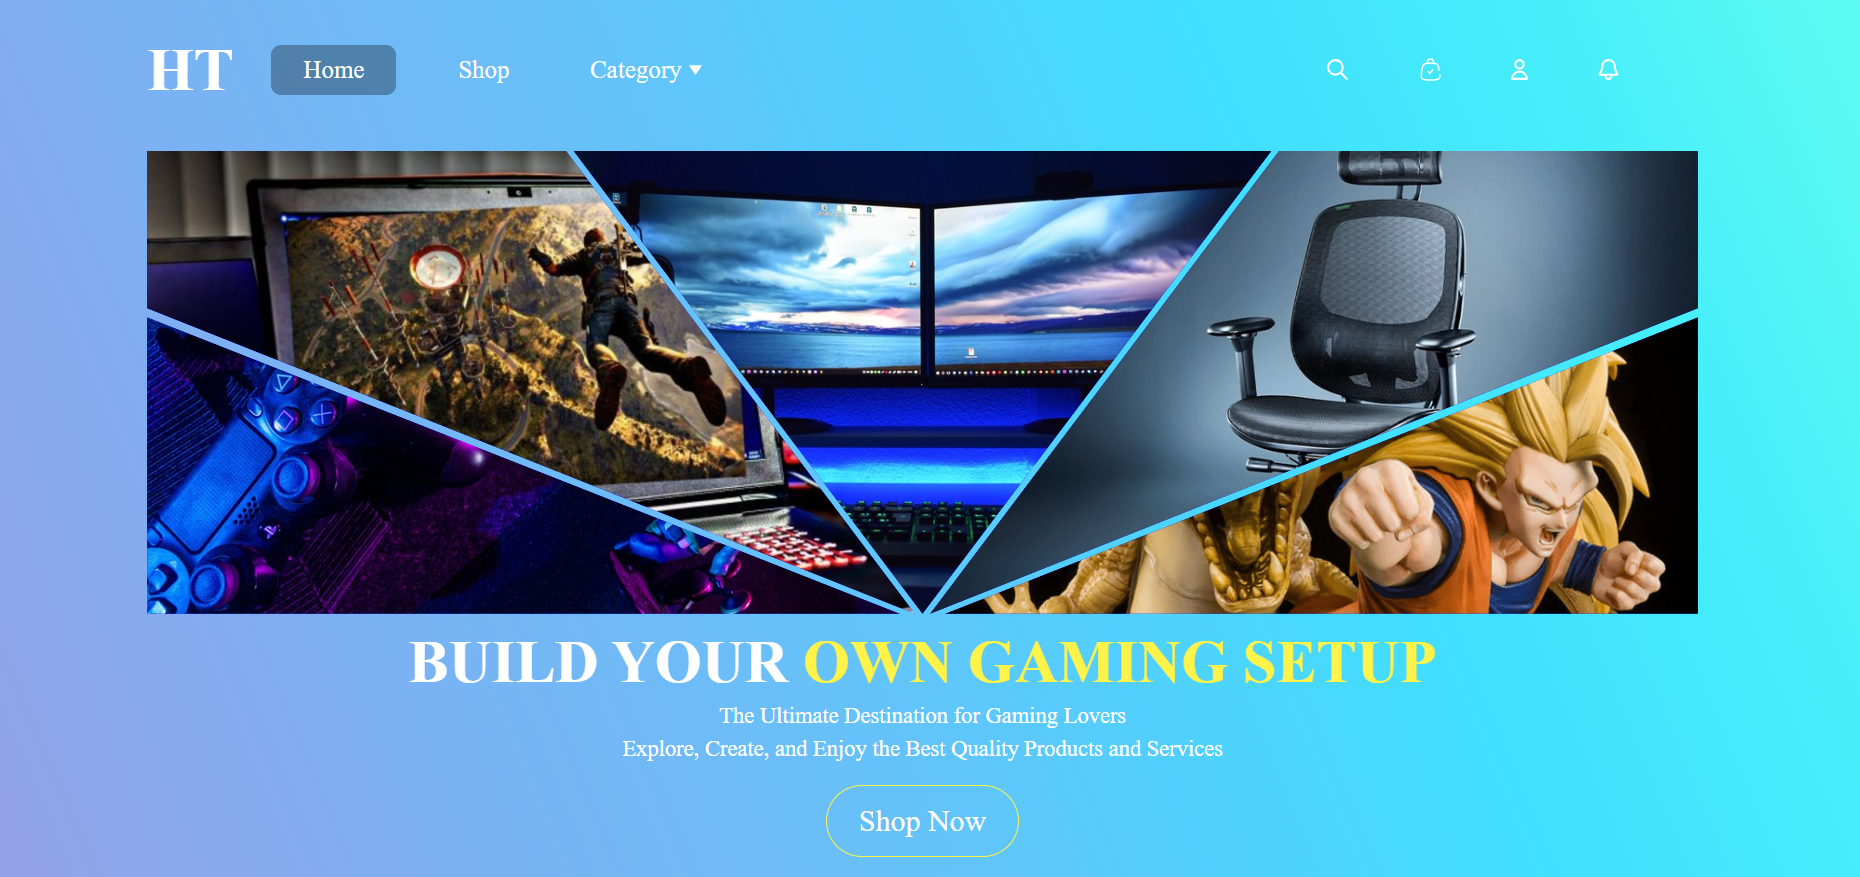 HT
Home
Shop
Category
BUILD YOUR OWN GAMING SETUP
The Ultimate Destination for Gaming Lovers
Explore, Create, and Enjoy the Best Quality Products and Services
Shop Now